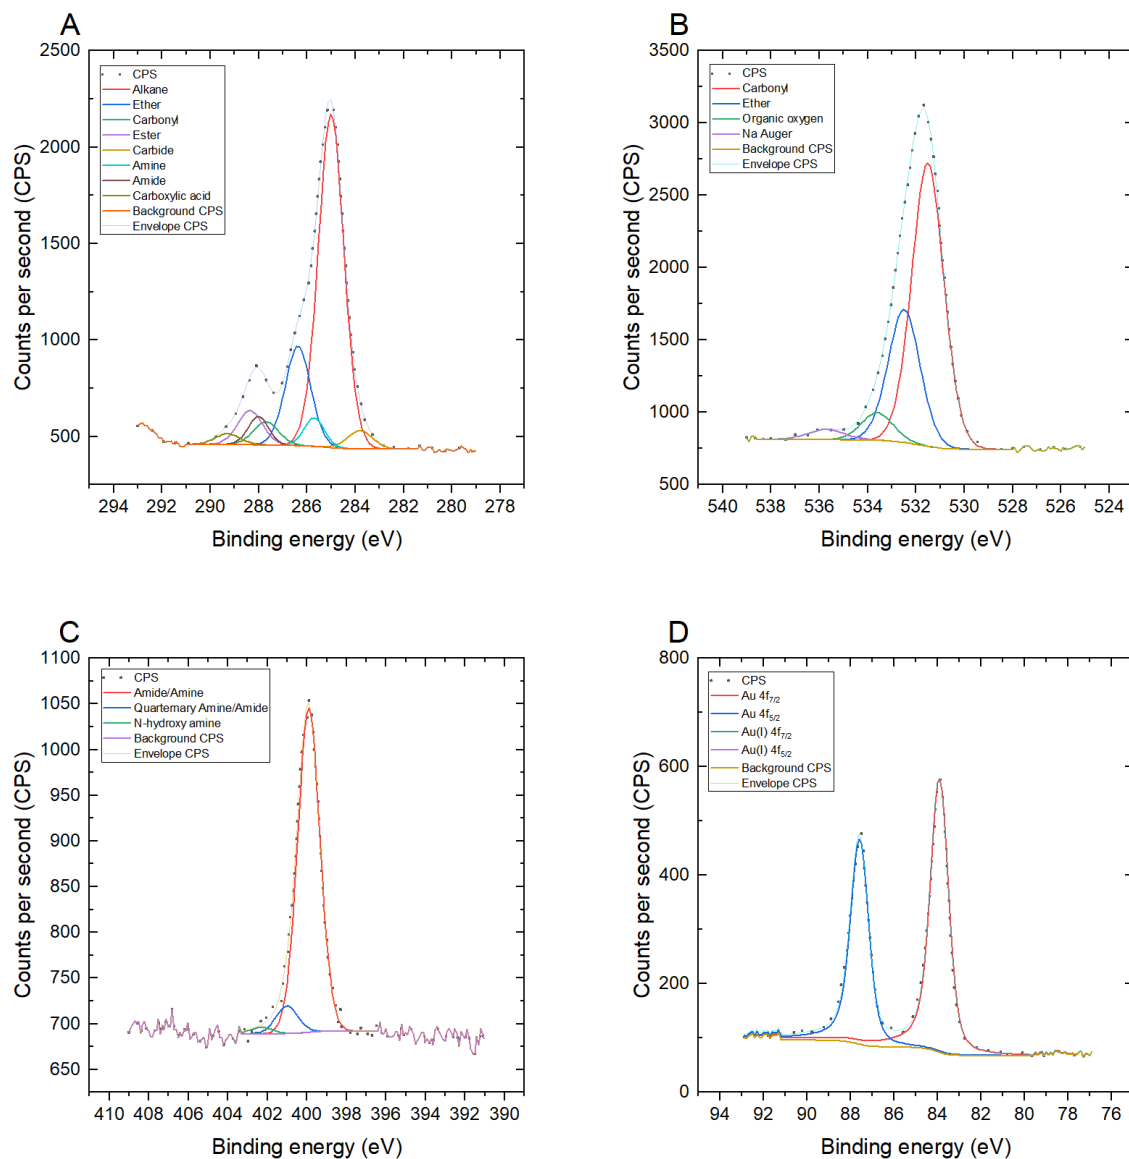 A
2500
2000
1500
1000
500
Counts per second (CPS)
CPS
Alkane
Ether
Carbonyl
Ester
Carbide
Amine
Amide
Carboxylic acid
Background CPS
Envelope CPS
294 292 290 288 286 284 282 280 278
Binding energy (eV)
B
3500
3000
2500
2000
1500
1000
500
Counts per second (CPS)
CPS
Carbonyl
Ether
Organic oxygen
Na Auger
Background CPS
Envelope CPS
540 538 536 534 532 530 528 526 524
Binding energy (eV)
C
1100
1050
1000
950
900
850
800
750
700
650
Counts per second (CPS)
CPS
Amide/Amine
Quarternary Amine/Amide
N-hydroxy amine
Background CPS
Envelope CPS
410 408 406 404 402 400 398 396 394 392 390
Binding energy (eV)
D
800
600
400
200
0
Counts per second (CPS)
CPS
Au 4f7/2
Au 4f5/2
Au(I) 4f7/2
Au(I) 4f5/2
Background CPS
Envelope CPS
94 92 90 88 86 84 82 80 78 76
Binding energy (eV)